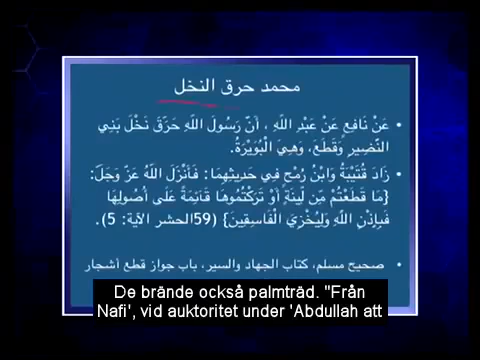 محمد حرق النخل
• عَنْ نَافِعٍ عَنْ عَبْدِ اللَّهِ ، أَنَّ رَسُولَ اللَّهِ حَرَّقَ نَخْلَ بَنِي
النَّضِيرِ وَقَطَعَ، وَهِيَ الْبُوَيْرَةُ.
• زَادَ قُتَيْبَةُ وَابْنُ رُمْحٍ فِي حَدِيثِهِمَا: فَأَنْزَلَ اللَّهُ عَزَّ وَجَلَّ:
{مَا قَطَعْتُمْ مِّن لِّينَةٍ أَوْ تَرَكْتُمُوهَا قَائِمَةً عَلَى أُصُولِهَا
فَبِإِذْنِ اللَّهِ وَلِيُخْزِيَ الْفَاسِقِينَ} (59الحشر الآية: 5).
• صحيح مسلم، كتاب الجهاد والسير، باب جواز قطع أشجار
De brände också palmträd. "Från
Nafi', vid auktoritet under 'Abdullah att